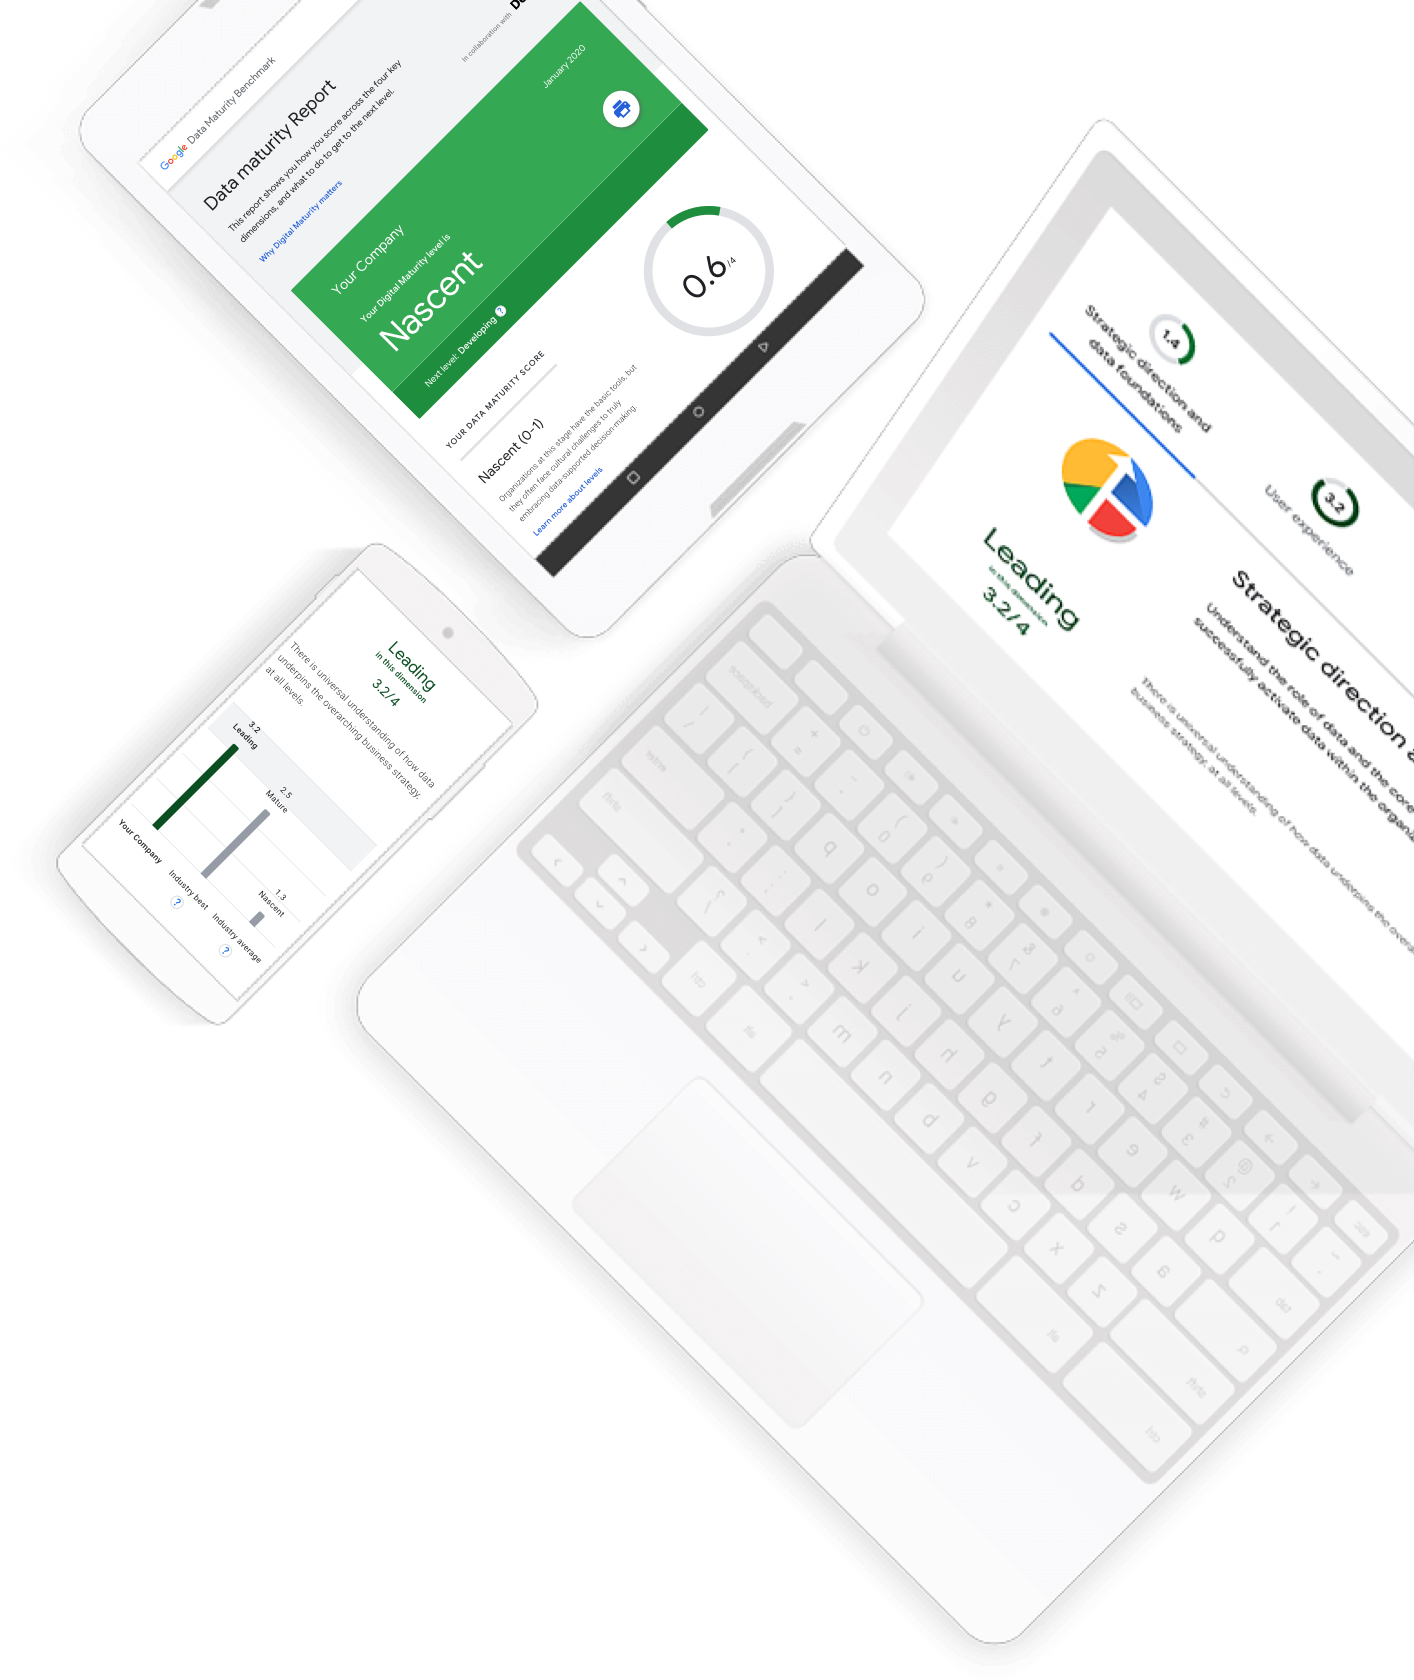 Google Data Maturity Benchmark
In collaboration with
Data maturity Report
This report shows you how you score across the four key
dimensions, and what to do to get to the next level.
Why Digital Maturity matters
January 2020
Your Company
Your Digital Maturity level is
Nascent
Next level: Developing ?
YOUR DATA MATURITY SCORE
0.6/4
Nascent (0-1)
Organizations at this stage have the basic tools, but
they often face cultural challenges to truly
embracing data-supported decision-making.
Learn more about levels
Leading
in this dimension
3.2/4
There is universal understanding of how data
underpins the overarching business strategy,
at all levels.
3.2
Leading
2.5
Mature
1.3
Nascent
Your Company
Industry best
?
Industry average
?
1.4
Strategic direction and
data foundations
3.2
User experience
Leading
in this dimension
3.2/4
Strategic direction
Understand the role of data and the core
successfully activate data within the
There is universal understanding of how data underpins the
business strategy, at all levels.